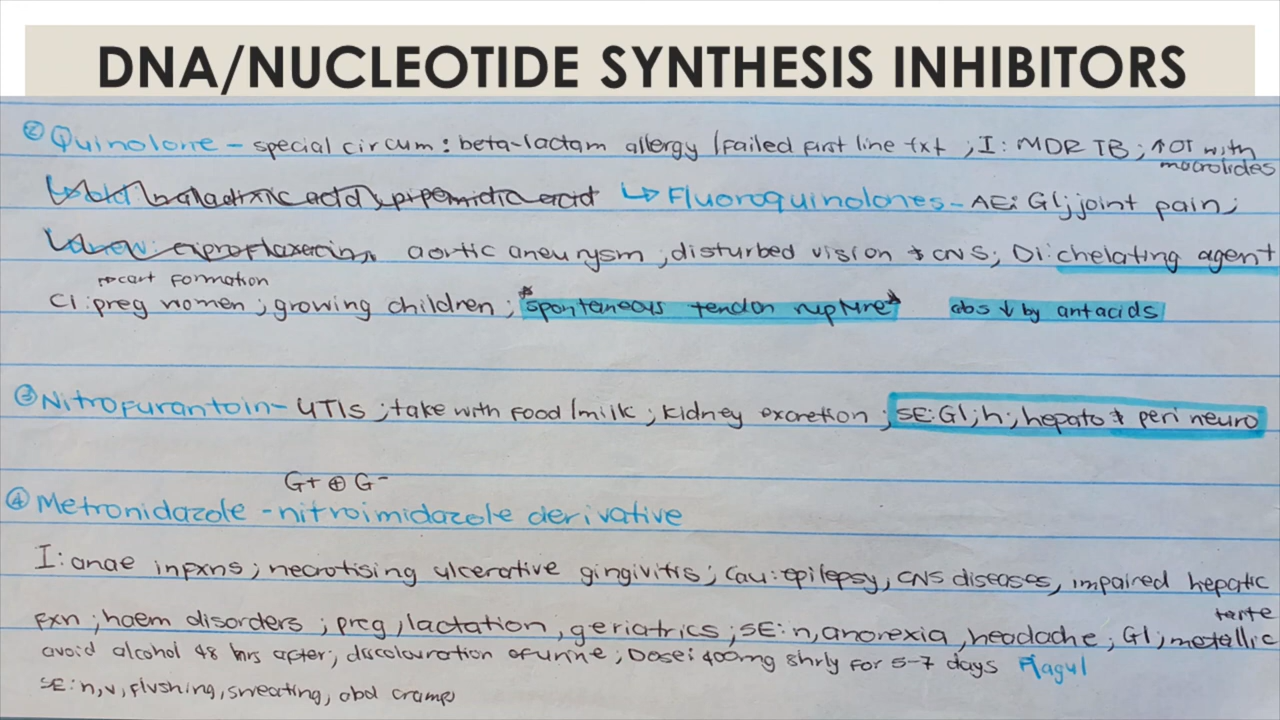 DNA/NUCLEOTIDE SYNTHESIS INHIBITORS
② Quinolone - special circum: beta-lactam allergy /failed first line txt ; I: MDR TB; ↑QT with
macrolides
↳ Fluoroquinolones - AE: GI; joint pain;
aortic aneurysm ; disturbed vision & CNS; DI: chelating agent
formation
CI: preg women ; growing children ; *spontaneous tendon rupture* abs ↓ by antacids
③ Nitrofurantoin - UTIs ; take with food /milk ; kidney excretion ; SE: GI; h; hepato & peri neuro
G+ ⊕ G-
④ Metronidazole - nitroimidazole derivative
I: anae infxns ; necrotising ulcerative gingivitis ; Cau: epilepsy, CNS diseases, impaired hepatic
taste
fxn ; haem disorders ; preg, lactation, geriatrics ; SE: n, anorexia, headache ; GI ; metallic
avoid alcohol 48 hrs after; discolouration of urine ; Dose: 400mg 8hrly for 5-7 days Flagyl
SE: n, v, flushing, sweating, abd cramps